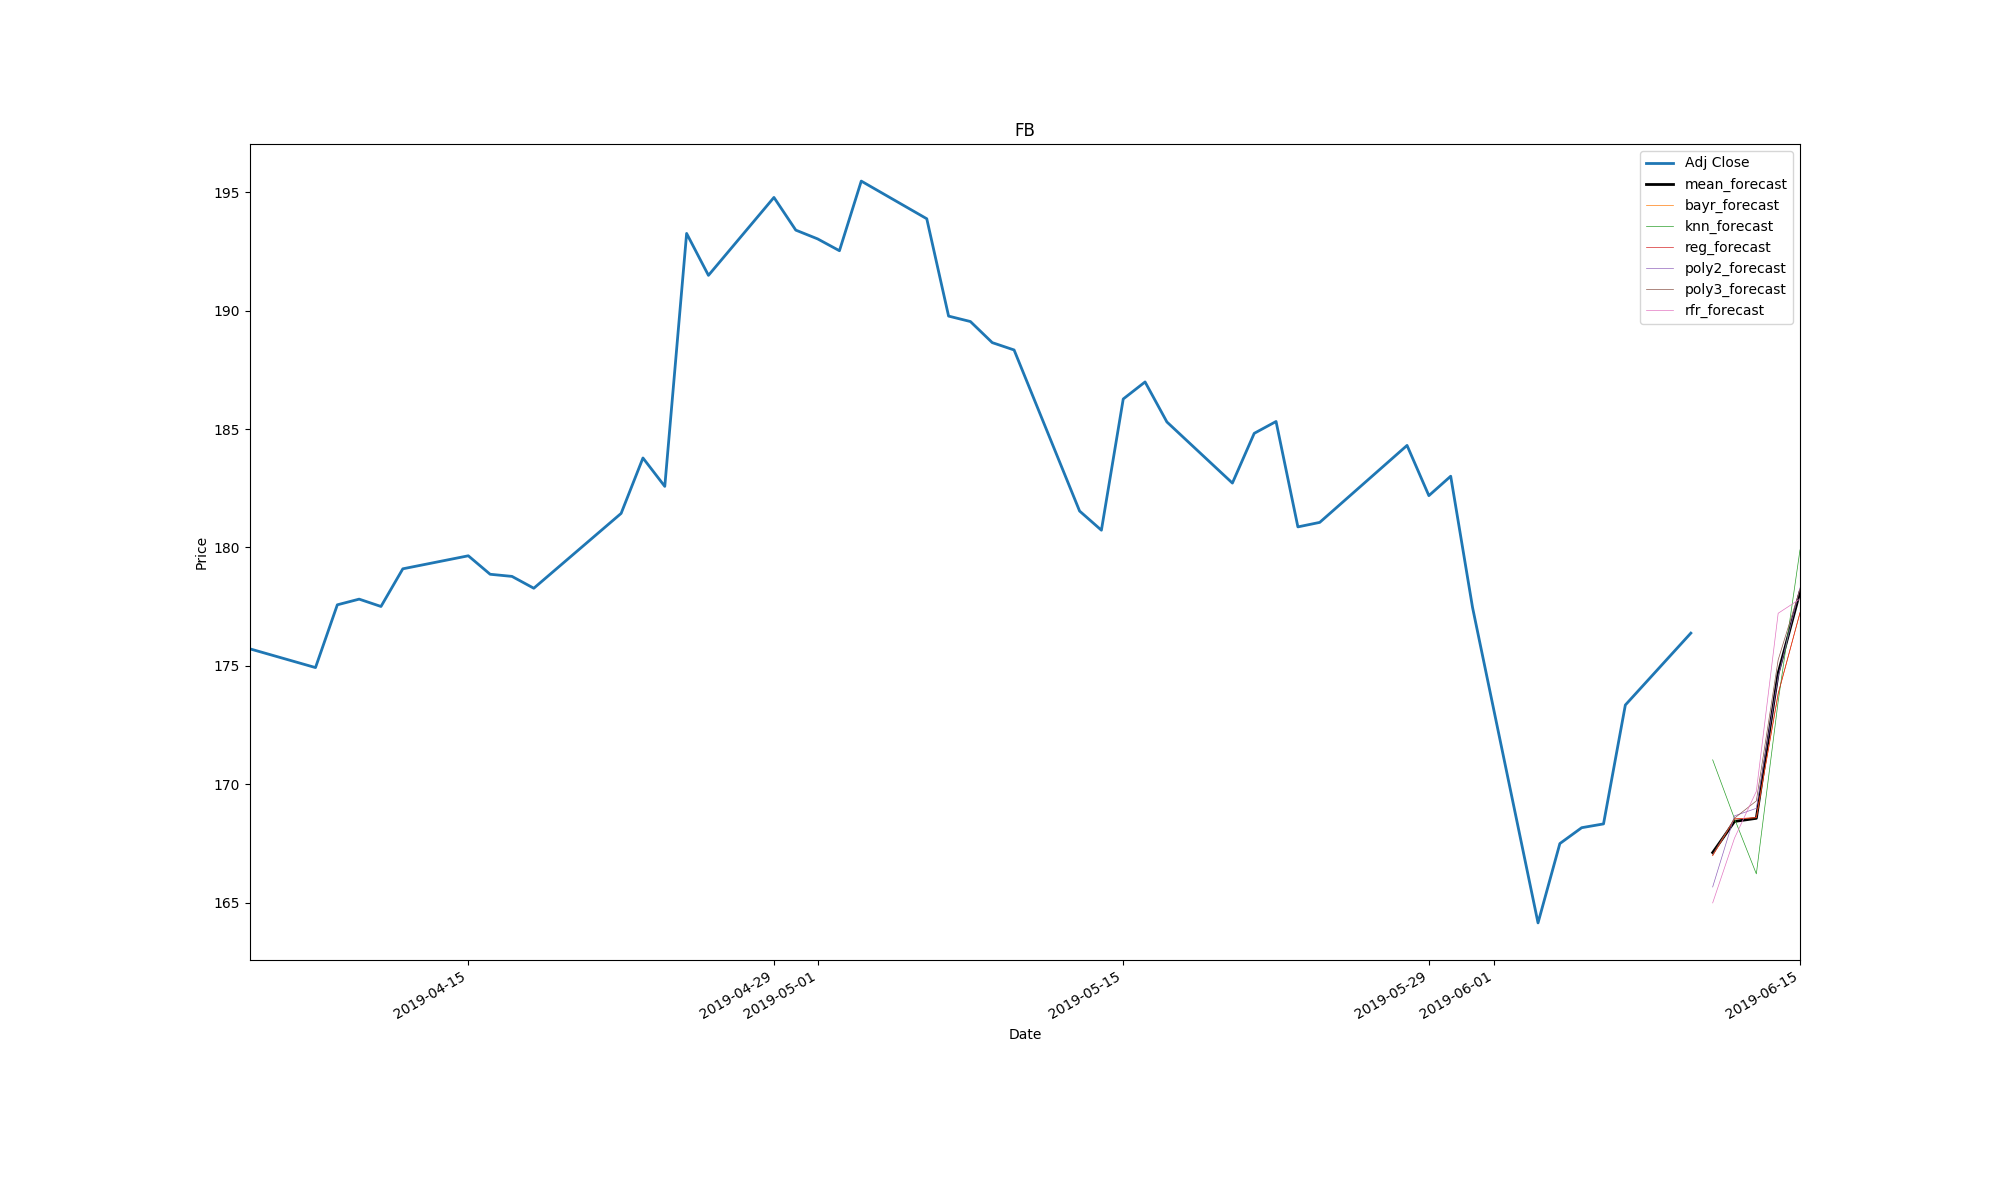 FB
Adj Close
mean_forecast
bayr_forecast
knn_forecast
reg_forecast
poly2_forecast
poly3_forecast
rfr_forecast
195
190
185
180
175
170
165
Price
2019-04-15
2019-04-29
2019-05-01
2019-05-15
2019-05-29
2019-06-01
2019-06-15
Date